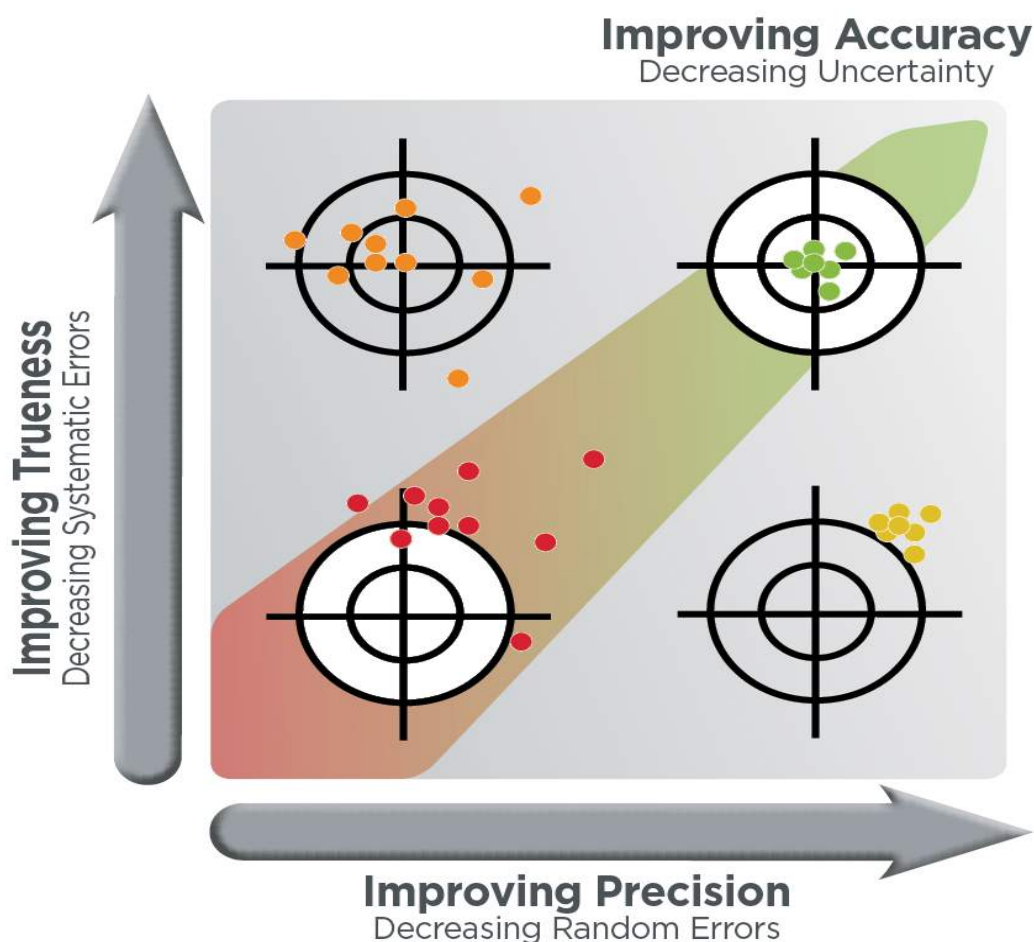 Improving Accuracy
Decreasing Uncertainty
Improving Trueness
Decreasing Systematic Errors
Improving Precision
Decreasing Random Errors